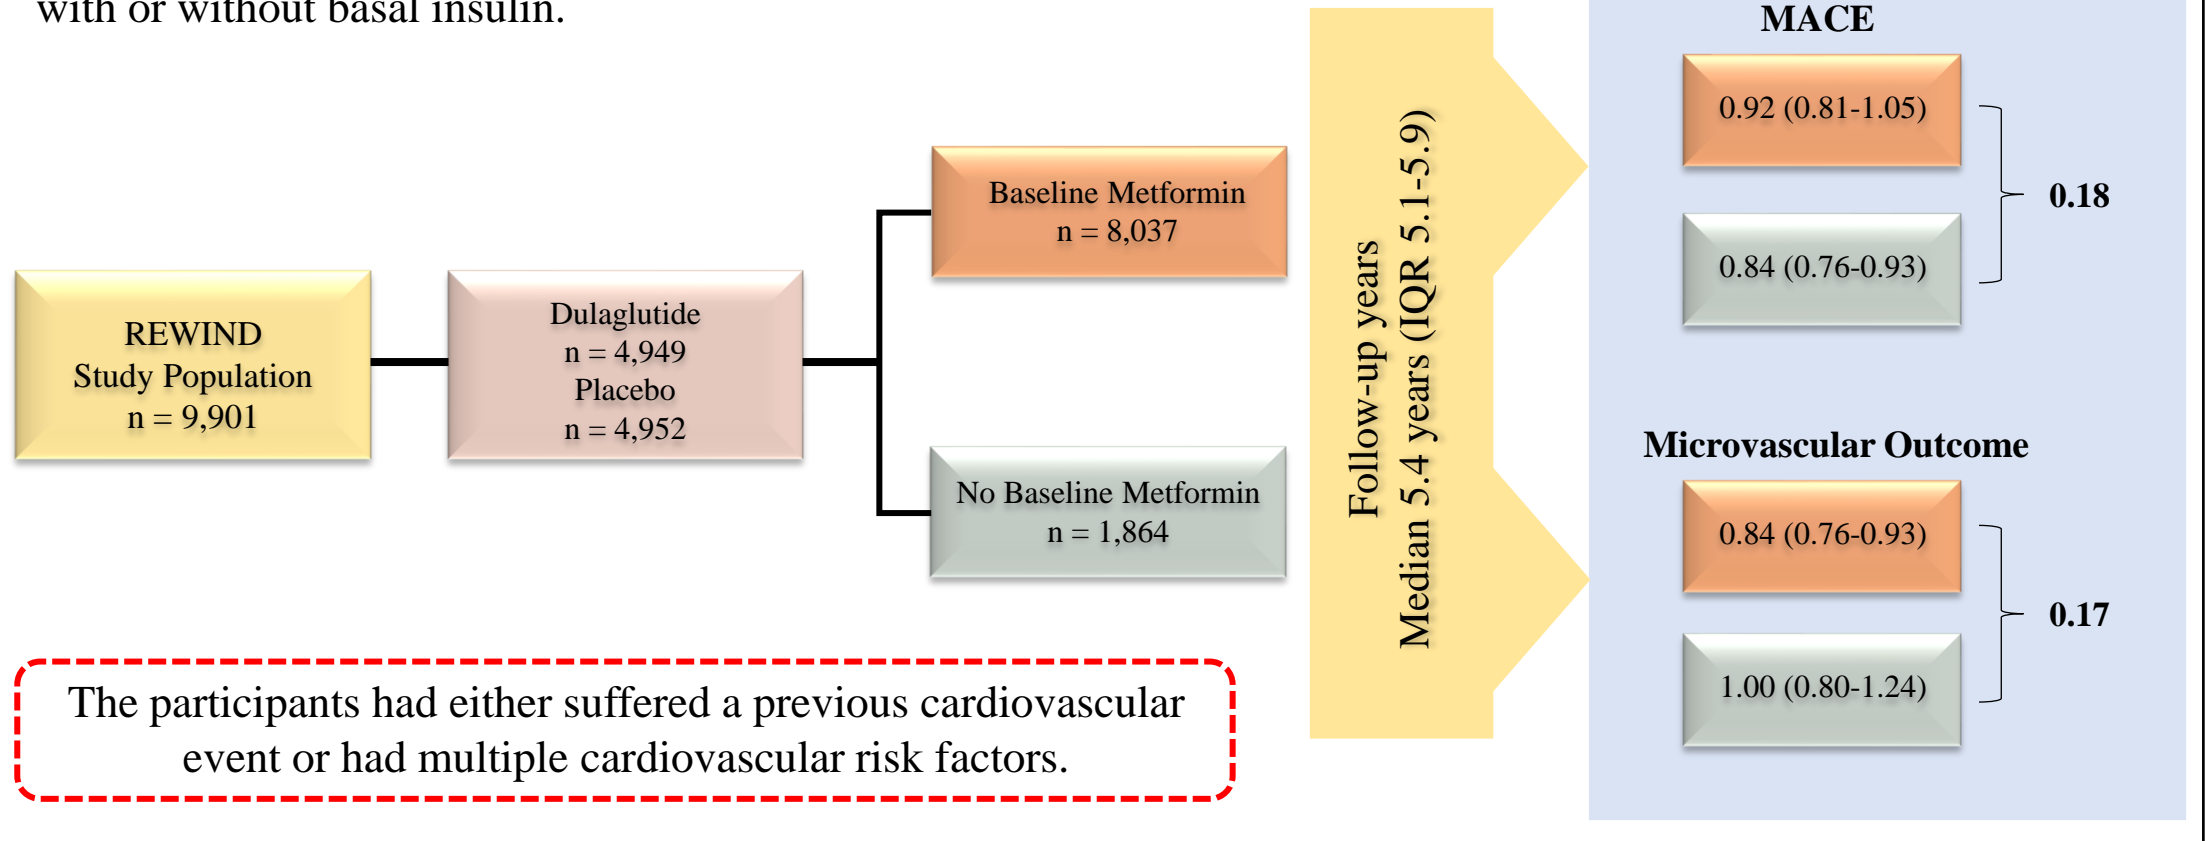 with or without basal insulin.
REWIND
Study Population
n = 9,901
Dulaglutide
n = 4,949
Placebo
n = 4,952
Baseline Metformin
n = 8,037
No Baseline Metformin
n = 1,864
The participants had either suffered a previous cardiovascular
event or had multiple cardiovascular risk factors.
Follow-up years
Median 5.4 years (IQR 5.1-5.9)
MACE
0.92 (0.81-1.05)
0.84 (0.76-0.93)
0.18
Microvascular Outcome
0.84 (0.76-0.93)
1.00 (0.80-1.24)
0.17